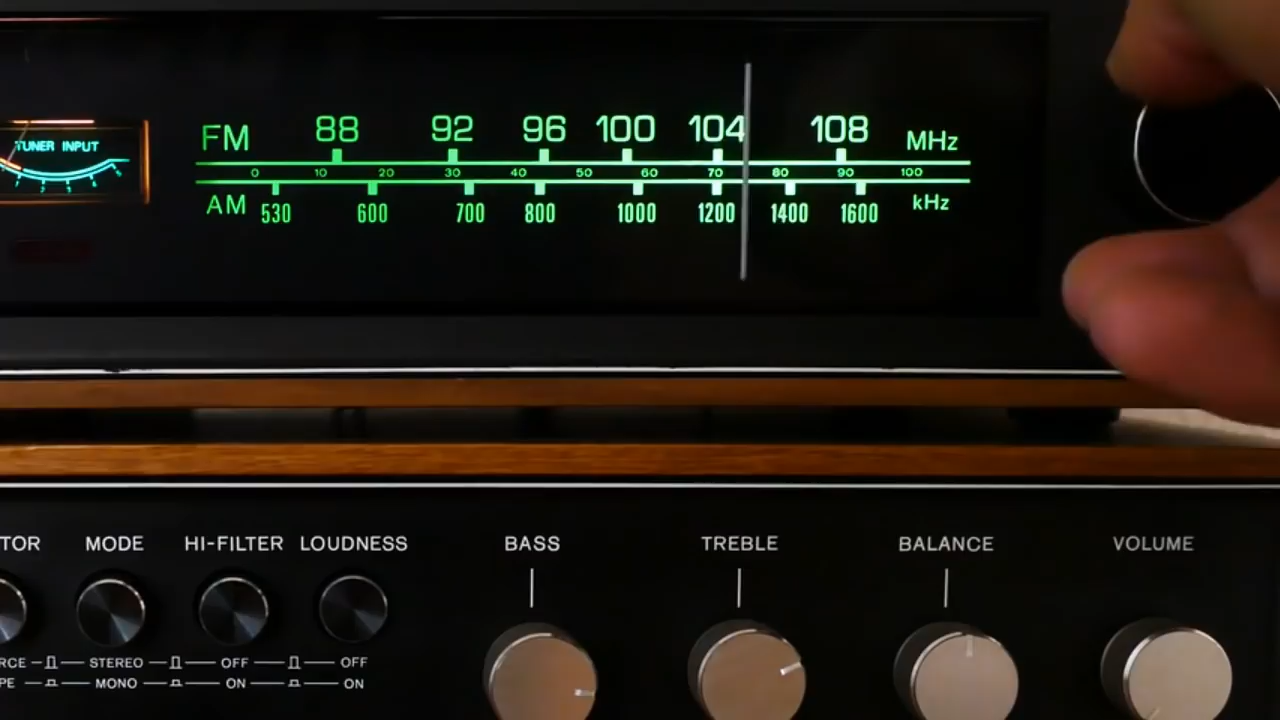 TUNER INPUT
FM 88 92 96 100 104 108 MHz
0 10 20 30 40 50 60 70 80 90 100
AM 530 600 700 800 1000 1200 1400 1600 kHz
TOR MODE HI-FILTER LOUDNESS BASS TREBLE BALANCE VOLUME
RCE STEREO OFF OFF
PE MONO ON ON